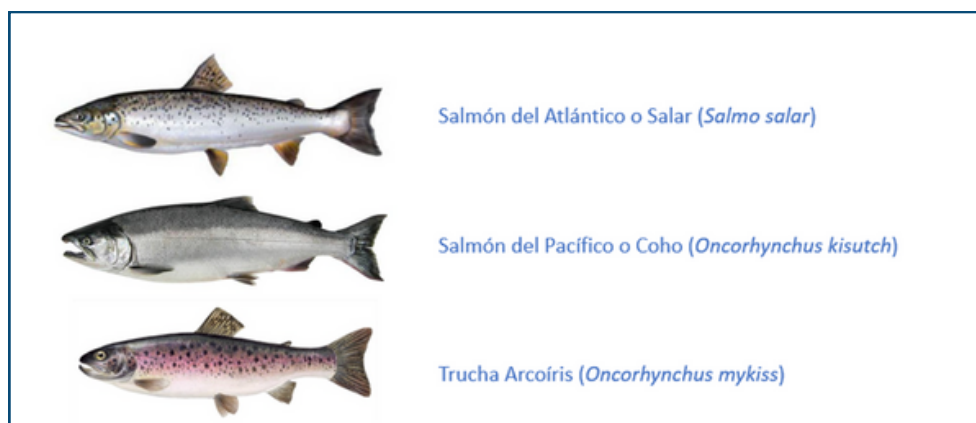 Salmón del Atlántico o Salar (Salmo salar)
Salmón del Pacífico o Coho (Oncorhynchus kisutch)
Trucha Arcoíris (Oncorhynchus mykiss)